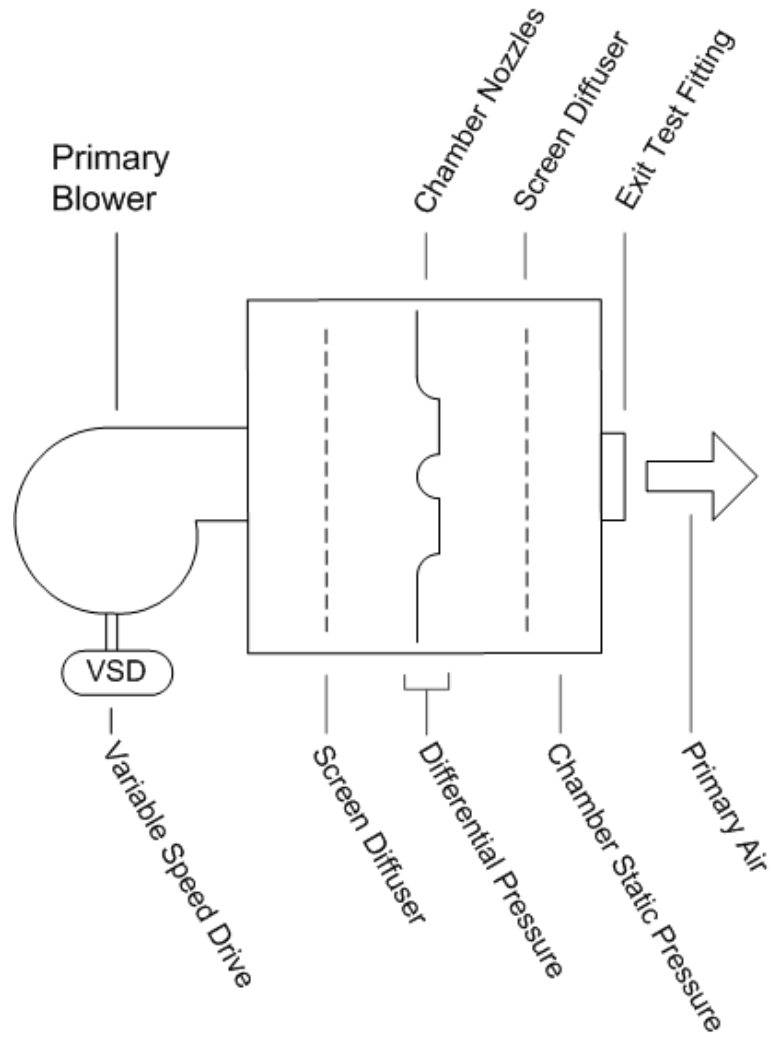 Primary
Blower
Chamber Nozzles
Screen Diffuser
Exit Test Fitting
VSD
Variable Speed Drive
Screen Diffuser
Differential Pressure
Chamber Static Pressure
Primary Air